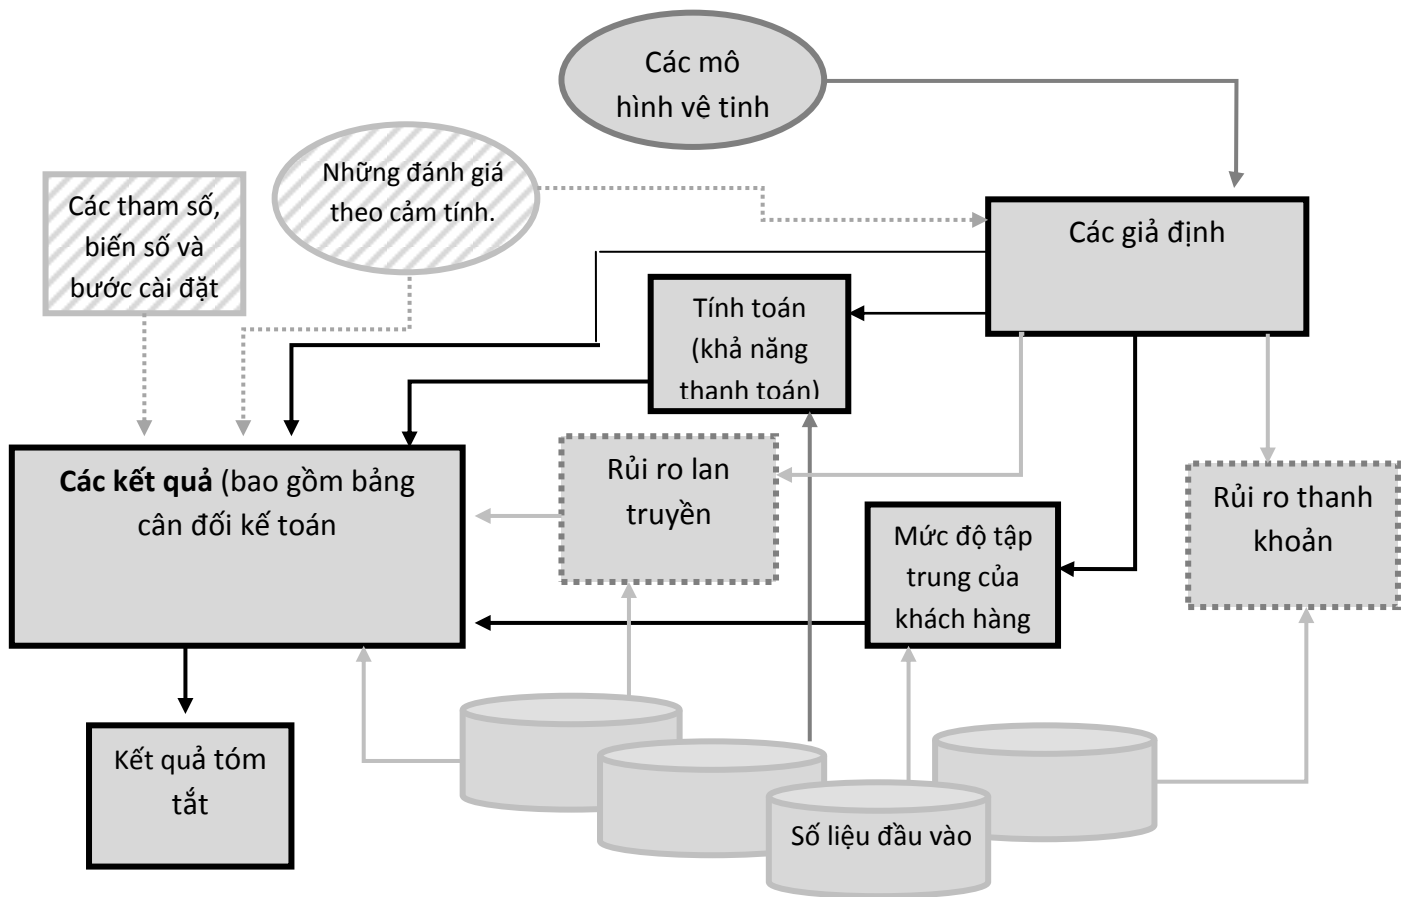 Các mô
hình vệ tinh
Những đánh giá
theo cảm tính.
Các tham số,
biến số và
bước cài đặt
Các giả định
Tính toán
(khả năng
thanh toán)
Các kết quả (bao gồm bảng
cân đối kế toán
Rủi ro lan
truyền
Rủi ro thanh
khoản
Mức độ tập
trung của
khách hàng
Kết quả tóm
tắt
Số liệu đầu vào